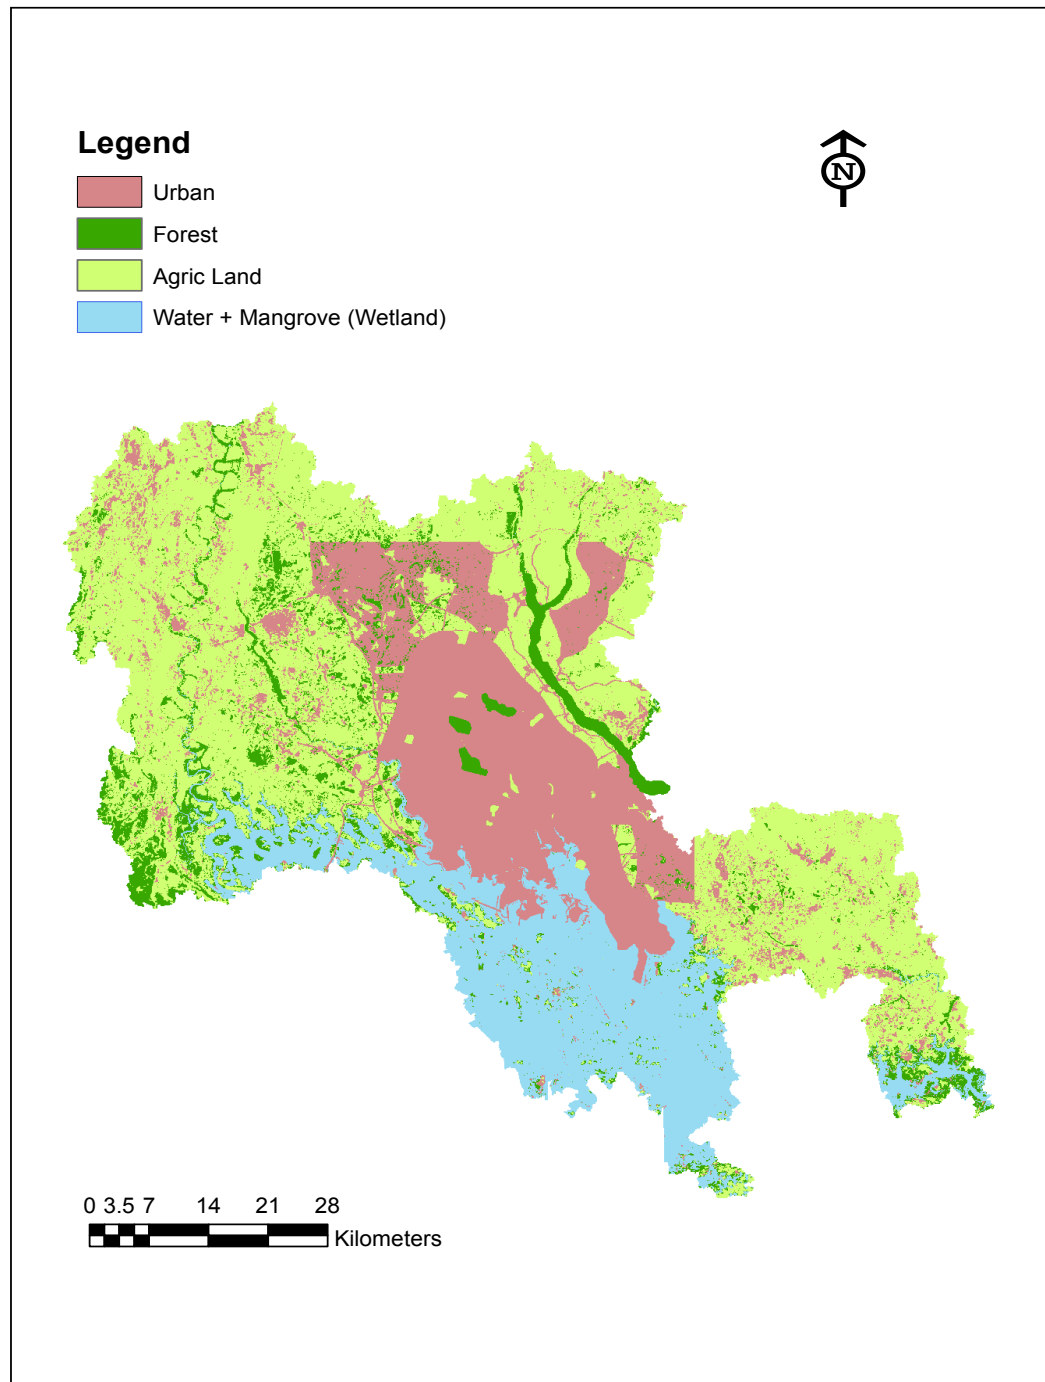 Legend
N
Urban
Forest
Agric Land
Water + Mangrove (Wetland)
0 3.5 7 14 21 28
Kilometers